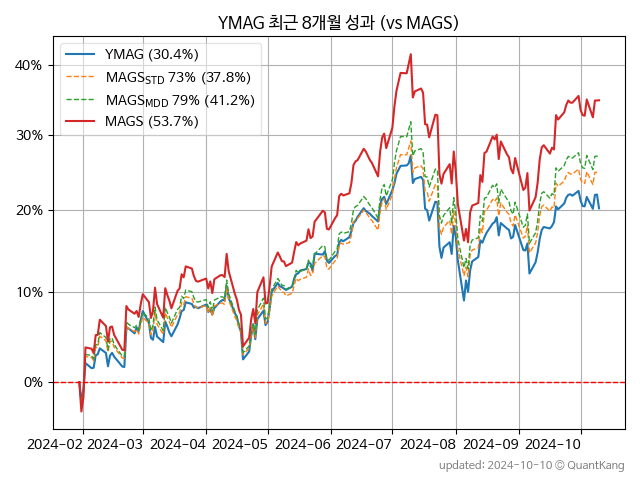 YMAG 최근 8개월 성과 (vs MAGS)
YMAG (30.4%)
MAGS_STD 73% (37.8%)
MAGS_MDD 79% (41.2%)
MAGS (53.7%)
40%
30%
20%
10%
0%
2024-02 2024-03 2024-04 2024-05 2024-06 2024-07 2024-08 2024-09 2024-10
updated: 2024-10-10 © QuantKang